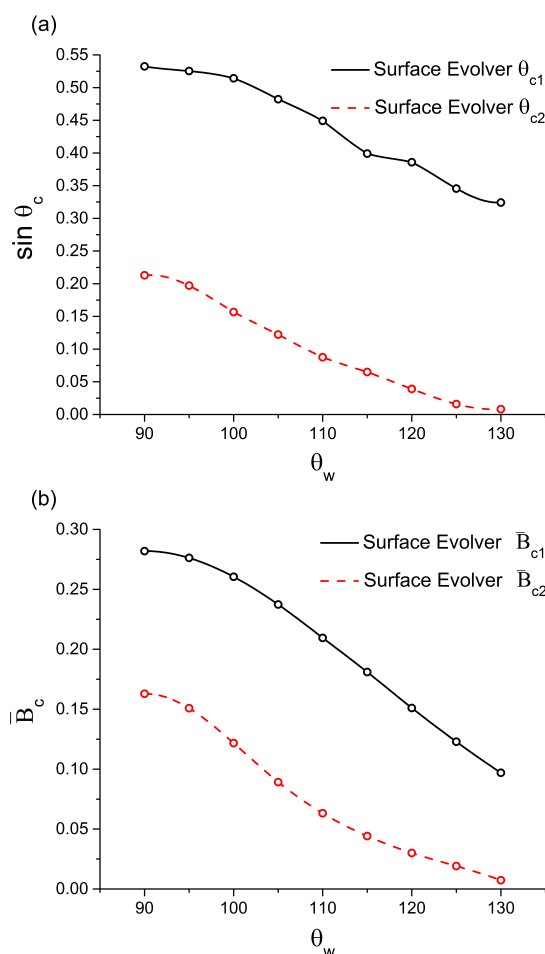 (a)
0.55
0.50
0.45
0.40
0.35
0.30
0.25
0.20
0.15
0.10
0.05
0.00
sin θc
Surface Evolver θc1
Surface Evolver θc2
90 100 110 120 130
θw
(b)
0.30
0.25
0.20
0.15
0.10
0.05
0.00
B̄c
Surface Evolver B̄c1
Surface Evolver B̄c2
90 100 110 120 130
θw